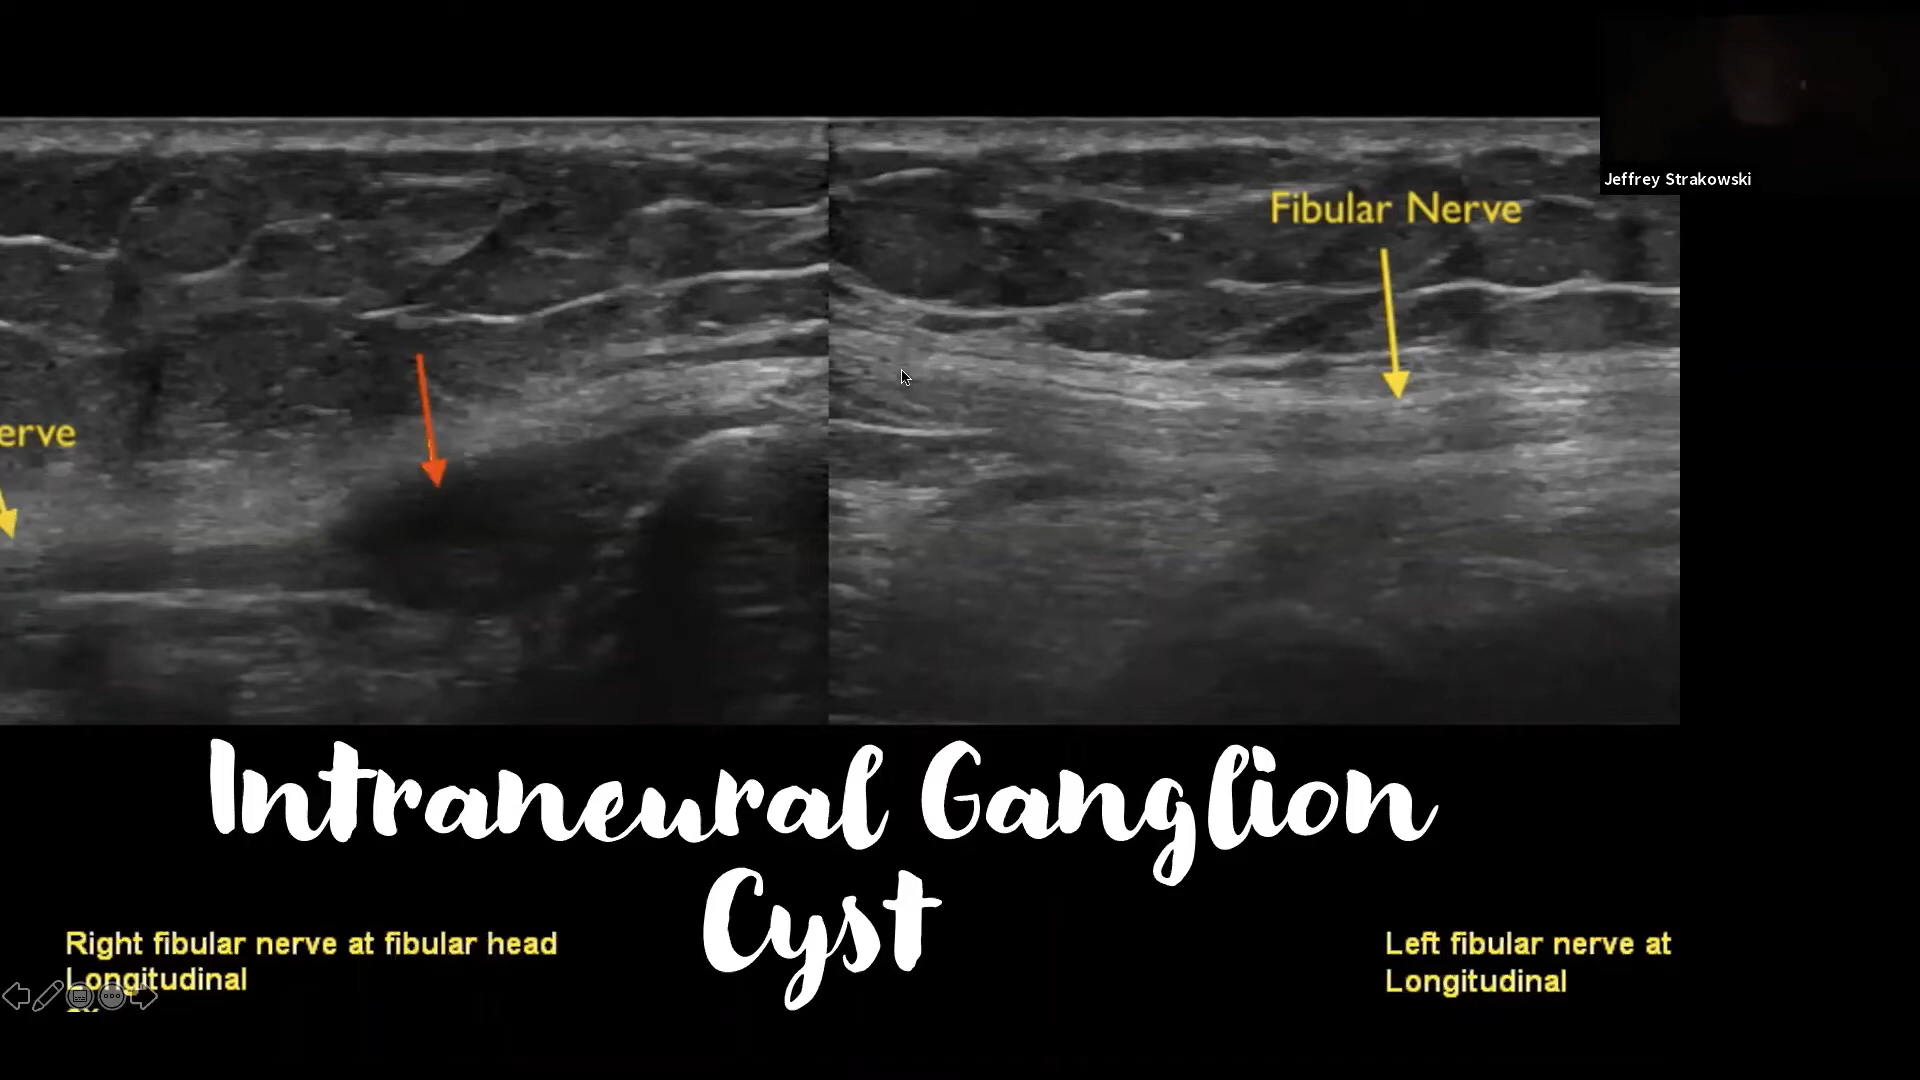 Jeffrey Strakowski
Fibular Nerve
erve
Intraneural Ganglion
Cyst
Right fibular nerve at fibular head
Longitudinal
Left fibular nerve at
Longitudinal